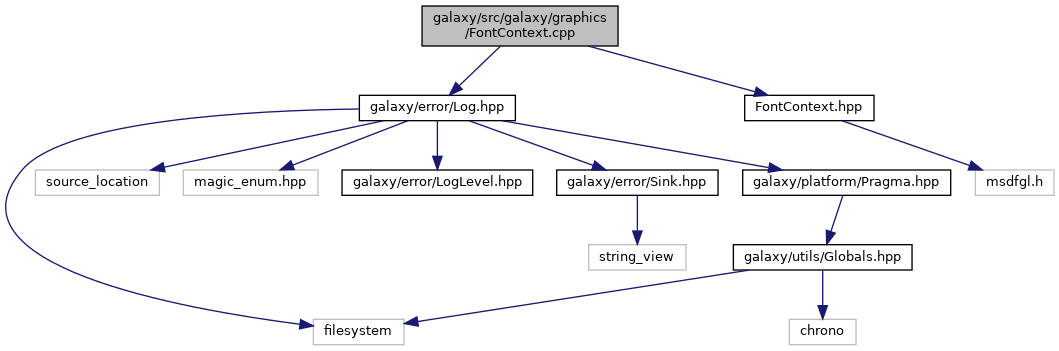 galaxy/src/galaxy/graphics
/FontContext.cpp
galaxy/error/Log.hpp
FontContext.hpp
source_location
magic_enum.hpp
galaxy/error/LogLevel.hpp
galaxy/error/Sink.hpp
galaxy/platform/Pragma.hpp
msdfgl.h
string_view
galaxy/utils/Globals.hpp
filesystem
chrono